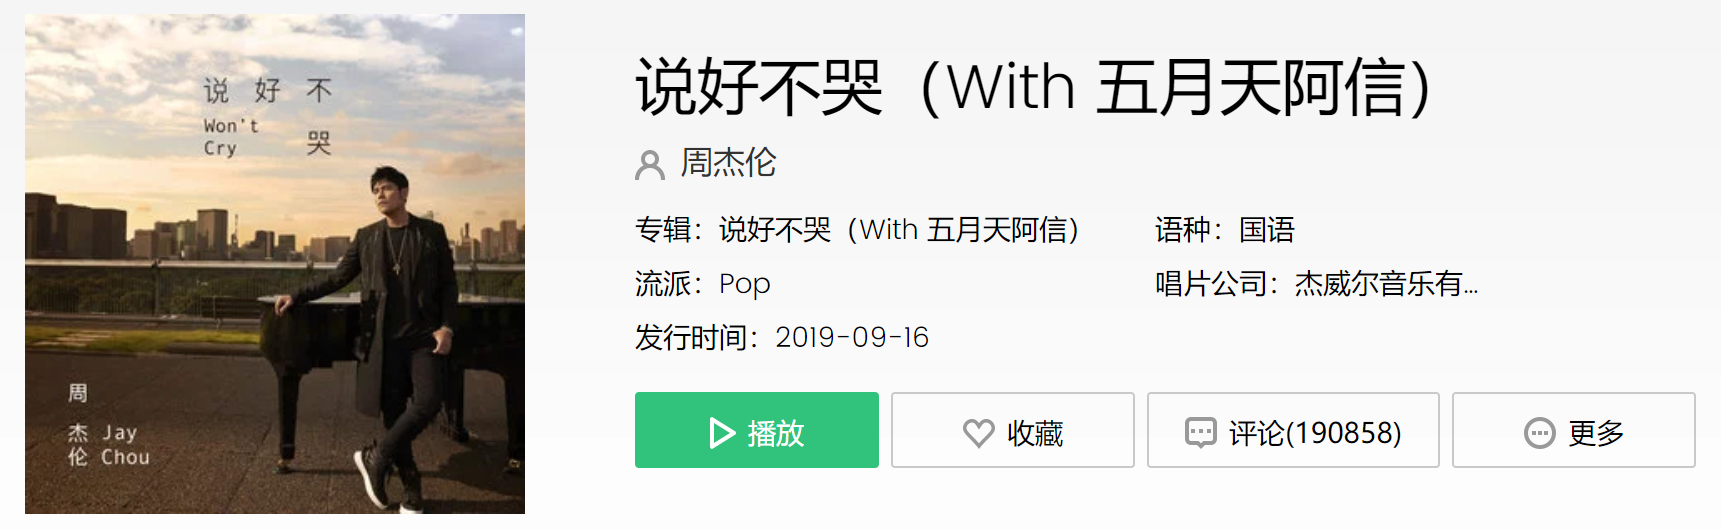 说好不
哭
Won't
Cry
周
杰
伦
Jay
Chou
说好不哭（With 五月天阿信）
周杰伦
专辑：说好不哭（With 五月天阿信）
语种：国语
流派：Pop
唱片公司：杰威尔音乐有...
发行时间：2019-09-16
播放
收藏
评论(190858)
更多